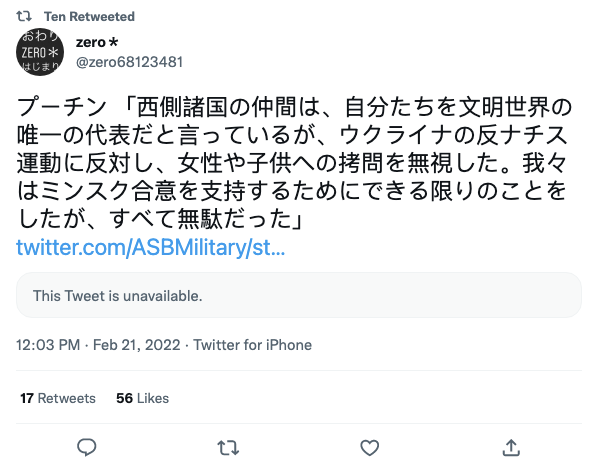 Ten Retweeted
おわり
ZERO＊
はじまり
zero＊
@zero68123481
プーチン 「西側諸国の仲間は、自分たちを文明世界の
唯一の代表だと言っているが、ウクライナの反ナチス
運動に反対し、女性や子供への拷問を無視した。我々
はミンスク合意を支持するためにできる限りのことを
したが、すべて無駄だった」
twitter.com/ASBMilitary/st...
This Tweet is unavailable.
12:03 PM · Feb 21, 2022 · Twitter for iPhone
17 Retweets 56 Likes